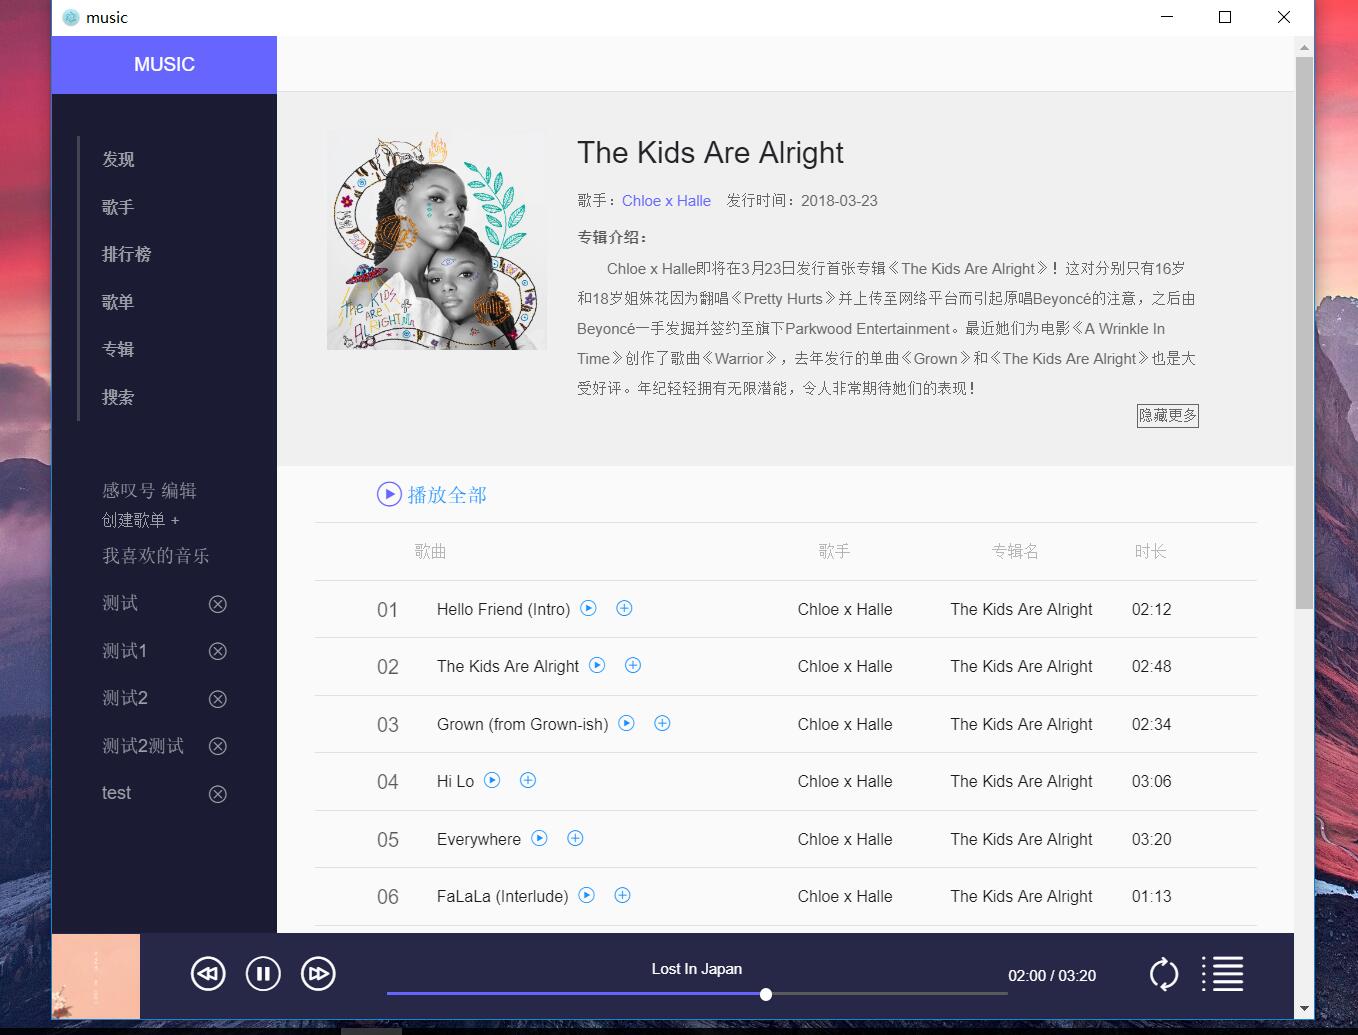 music
MUSIC
发现
歌手
排行榜
歌单
专辑
搜索
感叹号 编辑
创建歌单 +
我喜欢的音乐
测试
测试1
测试2
测试2测试
test
THE KIDS
ARE
ALRIGHT
The Kids Are Alright
歌手：Chloe x Halle 发行时间：2018-03-23
专辑介绍：
Chloe x Halle即将在3月23日发行首张专辑《The Kids Are Alright》！这对分别只有16岁
和18岁姐妹花因为翻唱《Pretty Hurts》并上传至网络平台而引起原唱Beyoncé的注意，之后由
Beyoncé一手发掘并签约至旗下Parkwood Entertainment。最近她们为电影《A Wrinkle In
Time》创作了歌曲《Warrior》，去年发行的单曲《Grown》和《The Kids Are Alright》也是大
受好评。年纪轻轻拥有无限潜能，令人非常期待她们的表现！
隐藏更多
播放全部
歌曲 歌手 专辑名 时长
01 Hello Friend (Intro) Chloe x Halle The Kids Are Alright 02:12
02 The Kids Are Alright Chloe x Halle The Kids Are Alright 02:48
03 Grown (from Grown-ish) Chloe x Halle The Kids Are Alright 02:34
04 Hi Lo Chloe x Halle The Kids Are Alright 03:06
05 Everywhere Chloe x Halle The Kids Are Alright 03:20
06 FaLaLa (Interlude) Chloe x Halle The Kids Are Alright 01:13
Lost In Japan
02:00 / 03:20